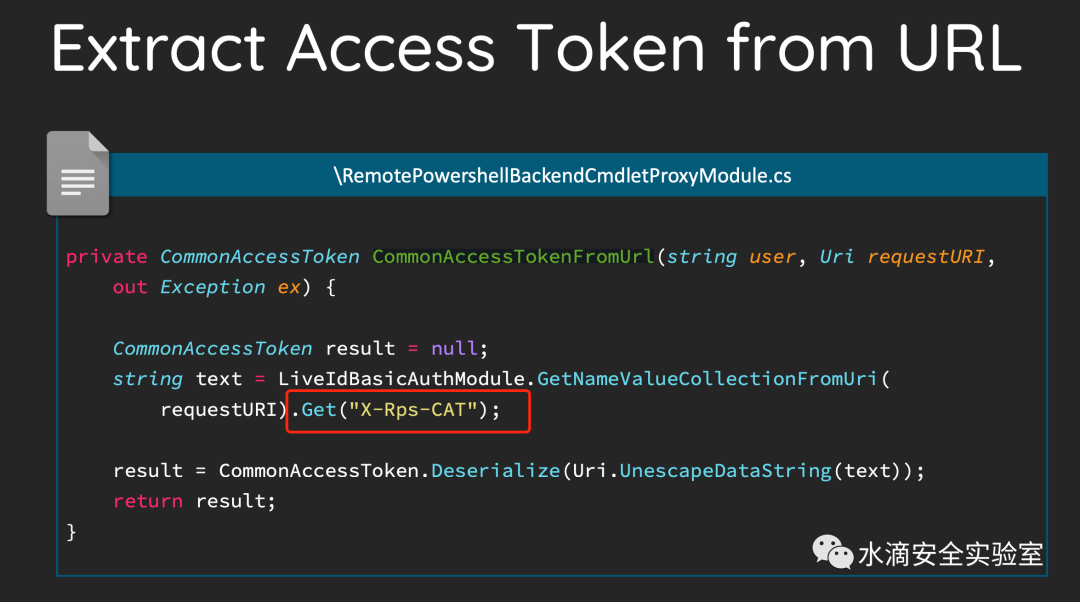 Extract Access Token from URL
\RemotePowershellBackendCmdletProxyModule.cs
private CommonAccessToken CommonAccessTokenFromUrl(string user, Uri requestURI,
out Exception ex) {
CommonAccessToken result = null;
string text = LiveIdBasicAuthModule.GetNameValueCollectionFromUri(
requestURI).Get("X-Rps-CAT");
result = CommonAccessToken.Deserialize(Uri.UnescapeDataString(text));
return result;
}
水滴安全实验室